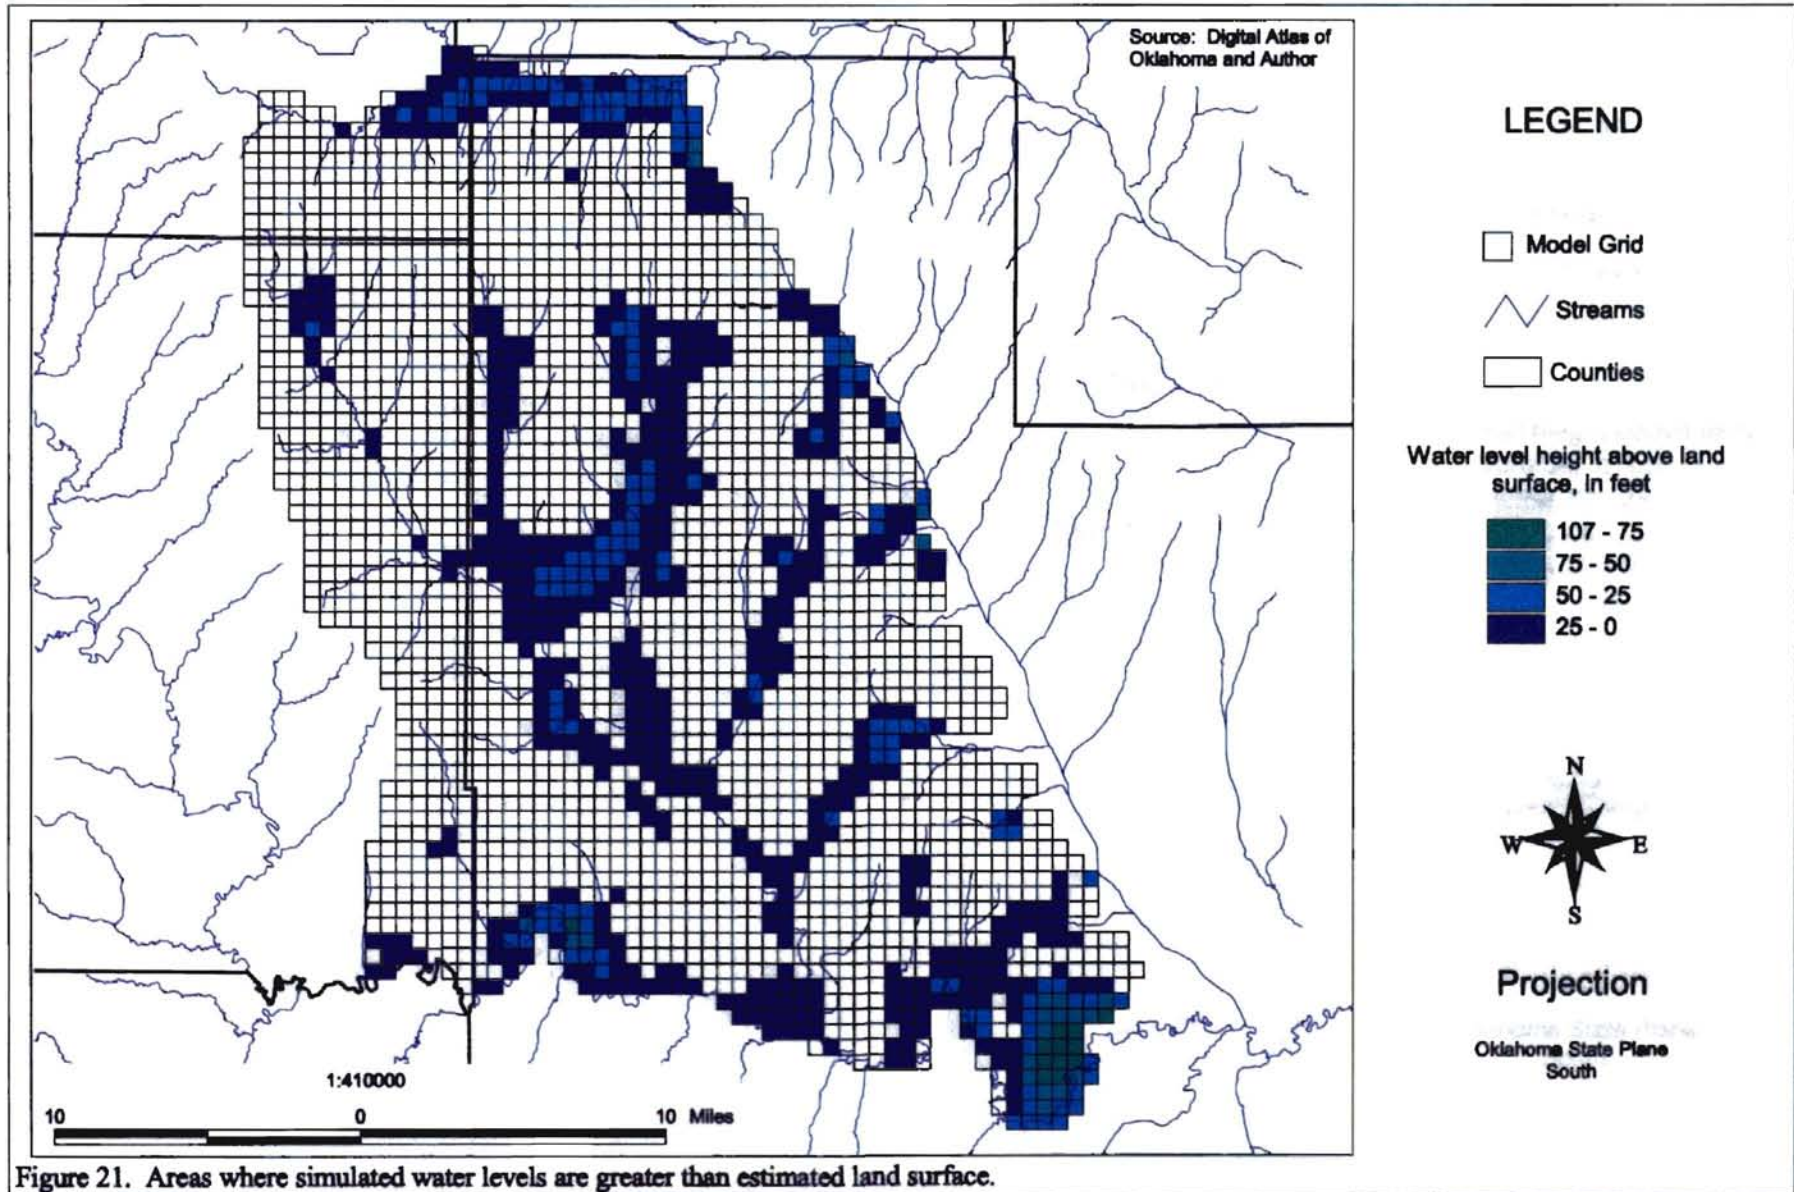 Source: Digital Atlas of
Oklahoma and Author
LEGEND
Model Grid
Streams
Counties
Water level height above land
surface, in feet
107 - 75
75 - 50
50 - 25
25 - 0
N
W E
S
Projection
Oklahoma State Plane
South
1:410000
10 0 10 Miles
Figure 21. Areas where simulated water levels are greater than estimated land surface.